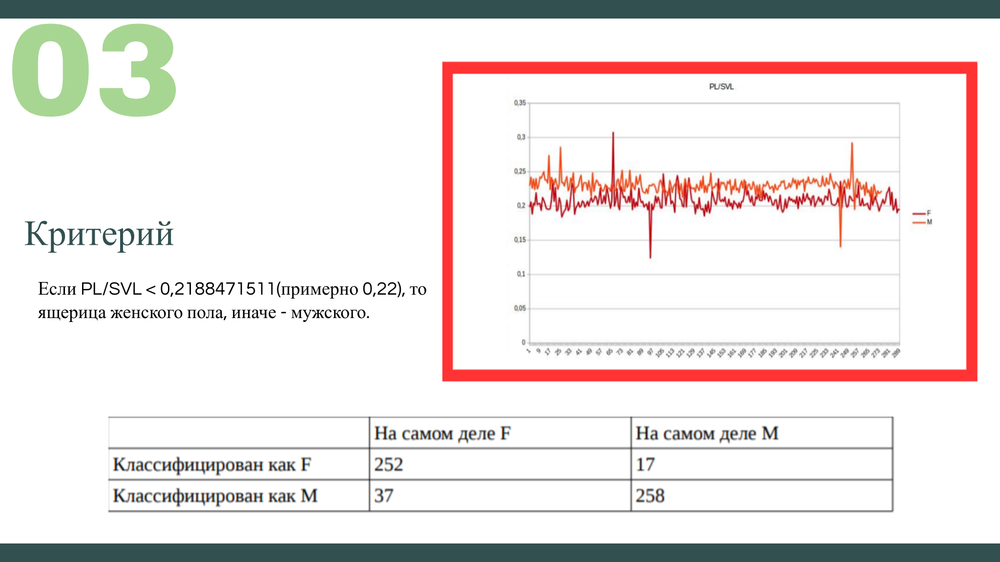 03
Критерий
Если PL/SVL < 0,2188471511(примерно 0,22), то
ящерица женского пола, иначе - мужского.
PL/SVL
0,35
0,3
0,25
0,2
0,15
0,1
0,05
0
1 9 17 25 33 41 49 57 65 73 81 89 97 105 113 121 129 137 145 153 161 169 177 185 193 201 209 217 225 233 241 249 257 265 273 281 289
F
M
На самом деле F На самом деле M
Классифицирован как F 252 17
Классифицирован как M 37 258